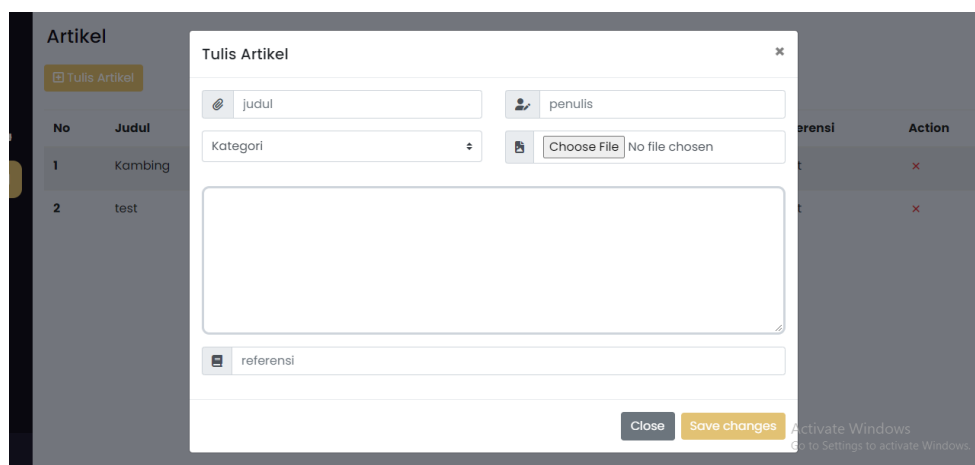 Artikel
Tulis Artikel
Tulis Artikel
×
judul
penulis
Kategori
Choose File No file chosen
referensi
Close
Save changes
No Judul erensi Action
1 Kambing t ×
2 test t ×
Activate Windows
Go to Settings to activate Windows.